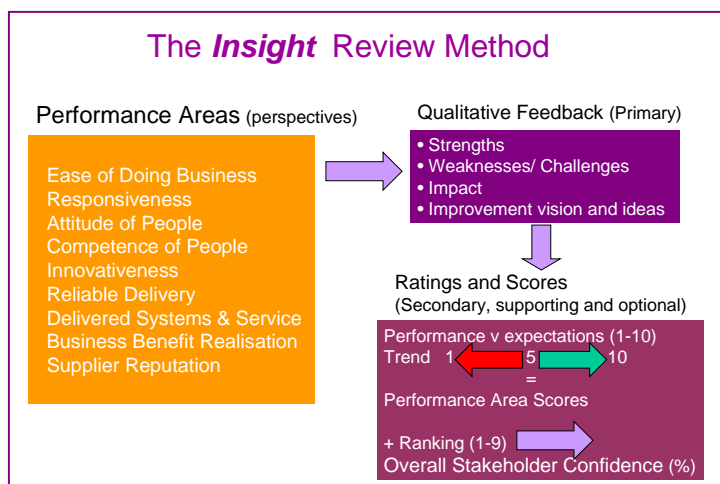 The Insight Review Method
Performance Areas (perspectives)
Ease of Doing Business
Responsiveness
Attitude of People
Competence of People
Innovativeness
Reliable Delivery
Delivered Systems & Service
Business Benefit Realisation
Supplier Reputation
Qualitative Feedback (Primary)
• Strengths
• Weaknesses/ Challenges
• Impact
• Improvement vision and ideas
Ratings and Scores
(Secondary, supporting and optional)
Performance v expectations (1-10)
Trend 1 5 10
=
Performance Area Scores
+ Ranking (1-9)
Overall Stakeholder Confidence (%)